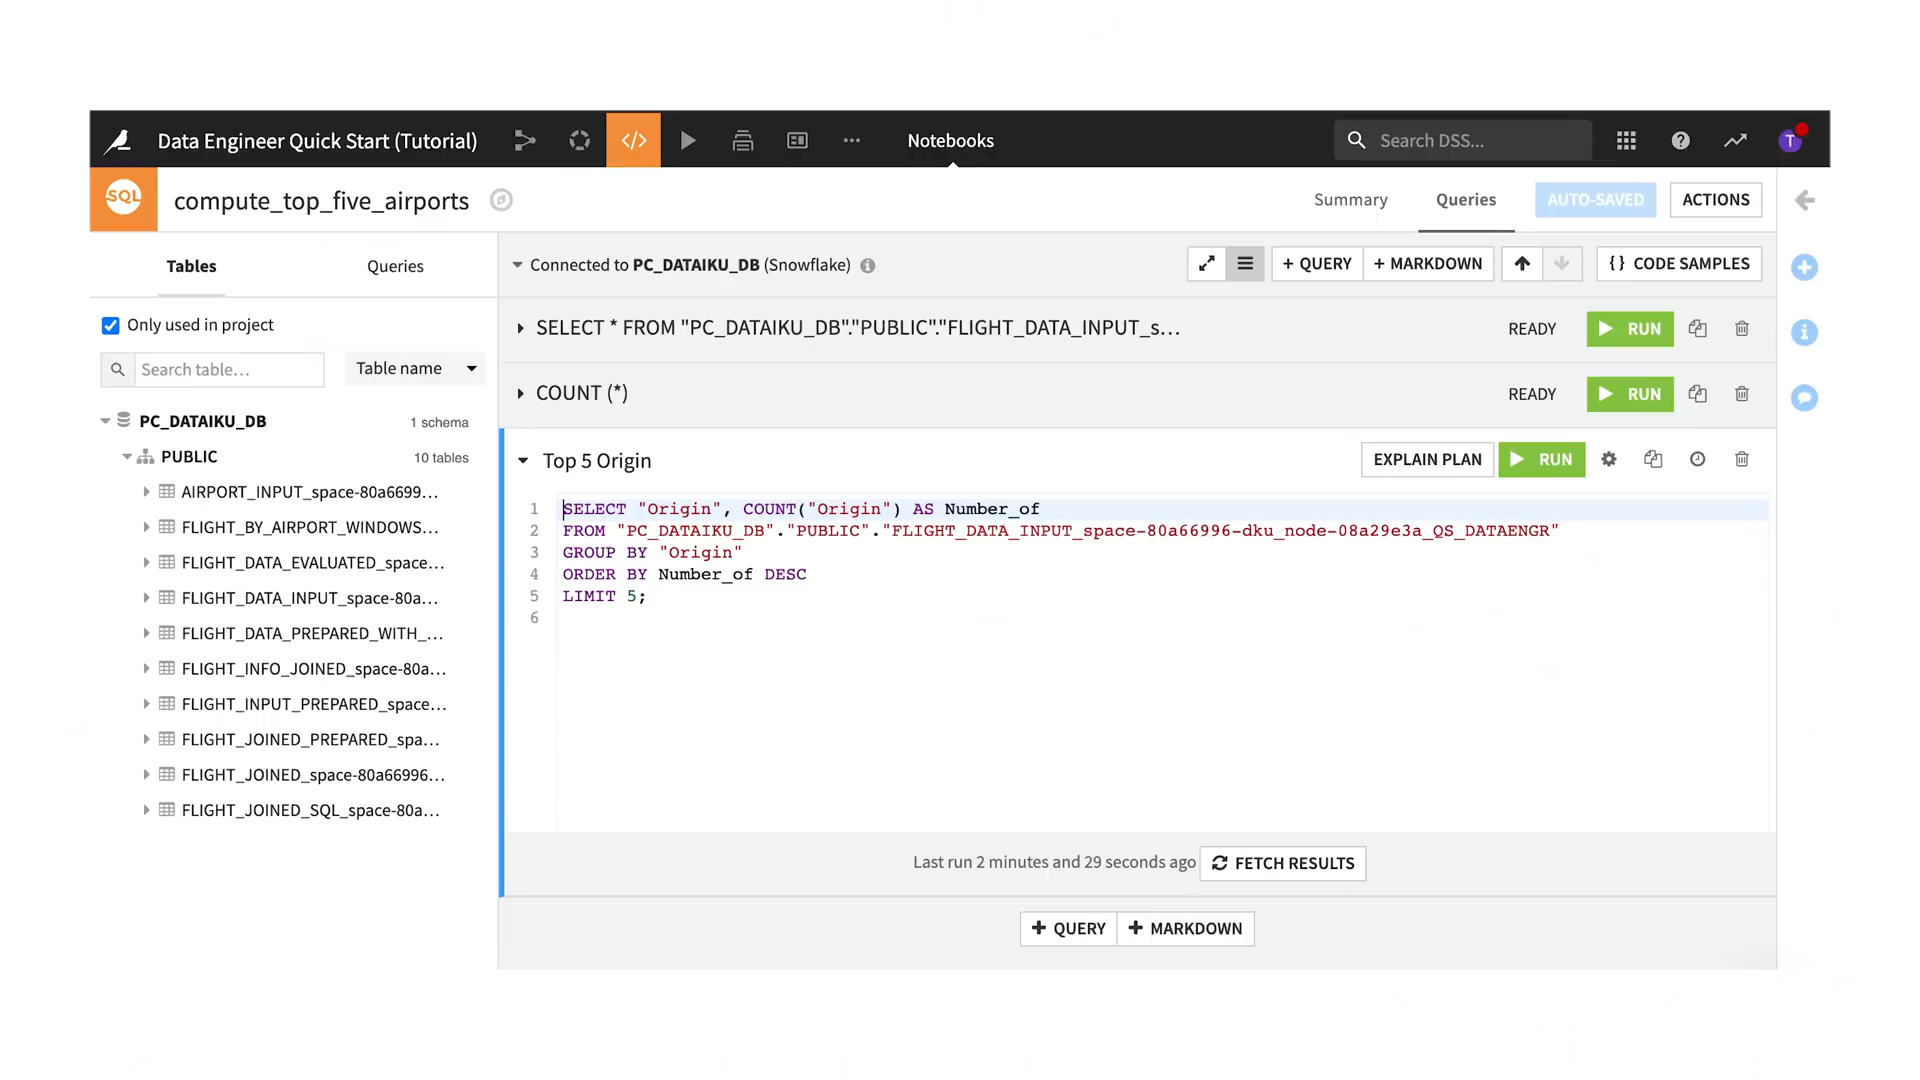 Data Engineer Quick Start (Tutorial)
Notebooks
Search DSS...
T
SQL
compute_top_five_airports
Summary
Queries
AUTO-SAVED
ACTIONS
Tables
Queries
Only used in project
Search table...
Table name
PC_DATAIKU_DB
1 schema
PUBLIC
10 tables
AIRPORT_INPUT_space-80a6699...
FLIGHT_BY_AIRPORT_WINDOWS...
FLIGHT_DATA_EVALUATED_space...
FLIGHT_DATA_INPUT_space-80a...
FLIGHT_DATA_PREPARED_WITH_...
FLIGHT_INFO_JOINED_space-80a...
FLIGHT_INPUT_PREPARED_space...
FLIGHT_JOINED_PREPARED_spa...
FLIGHT_JOINED_space-80a66996...
FLIGHT_JOINED_SQL_space-80a...
Connected to PC_DATAIKU_DB (Snowflake)
+ QUERY
+ MARKDOWN
{} CODE SAMPLES
SELECT * FROM "PC_DATAIKU_DB"."PUBLIC"."FLIGHT_DATA_INPUT_s...
READY
RUN
COUNT (*)
READY
RUN
Top 5 Origin
EXPLAIN PLAN
RUN
1 SELECT "Origin", COUNT("Origin") AS Number_of
2 FROM "PC_DATAIKU_DB"."PUBLIC"."FLIGHT_DATA_INPUT_space-80a66996-dku_node-08a29e3a_QS_DATAENGR"
3 GROUP BY "Origin"
4 ORDER BY Number_of DESC
5 LIMIT 5;
6
Last run 2 minutes and 29 seconds ago
FETCH RESULTS
+ QUERY
+ MARKDOWN